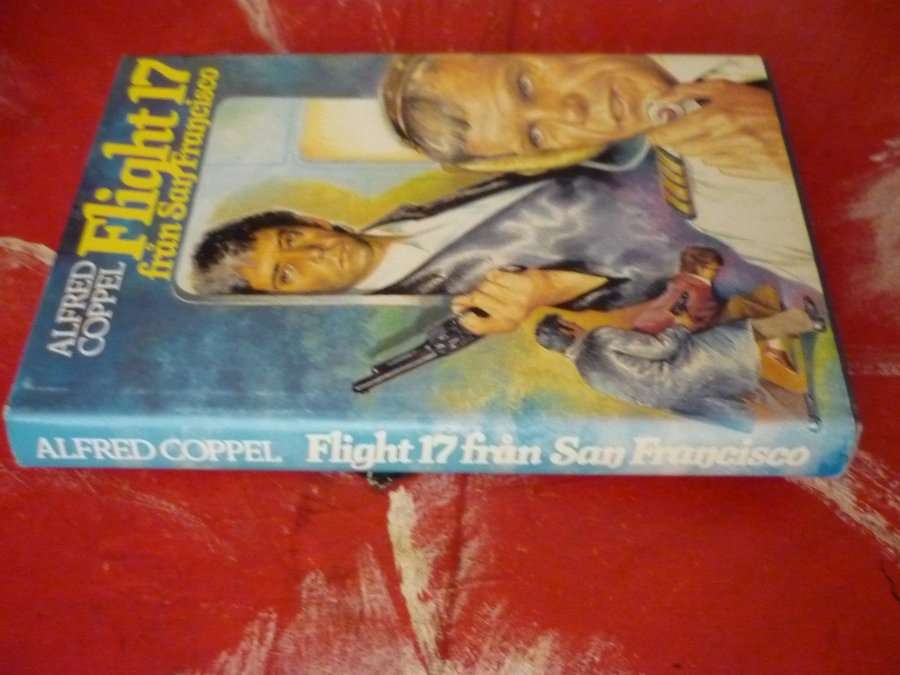 ALFRED
COPPEL
Flight 17
från San Francisco
ALFRED COPPEL Flight 17 från San Francisco